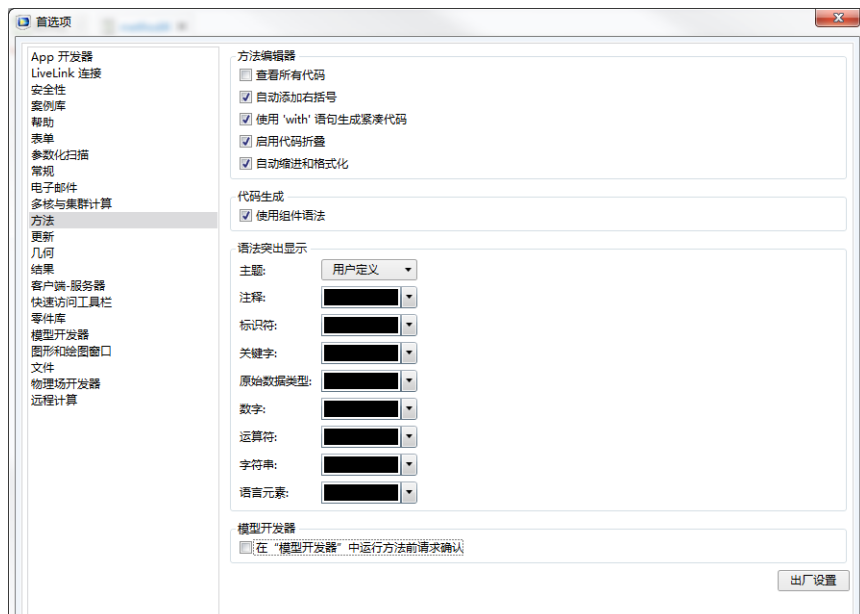 首选项
App 开发器
LiveLink 连接
安全性
案例库
帮助
表单
参数化扫描
常规
电子邮件
多核与集群计算
方法
更新
几何
结果
客户端-服务器
快速访问工具栏
零件库
模型开发器
图形和绘图窗口
文件
物理场开发器
远程计算
方法编辑器
查看所有代码
自动添加右括号
使用 'with' 语句生成紧凑代码
启用代码折叠
自动缩进和格式化
代码生成
使用组件语法
语法突出显示
主题: 用户定义
注释:
标识符:
关键字:
原始数据类型:
数字:
运算符:
字符串:
语言元素:
模型开发器
在“模型开发器”中运行方法前请求确认
出厂设置